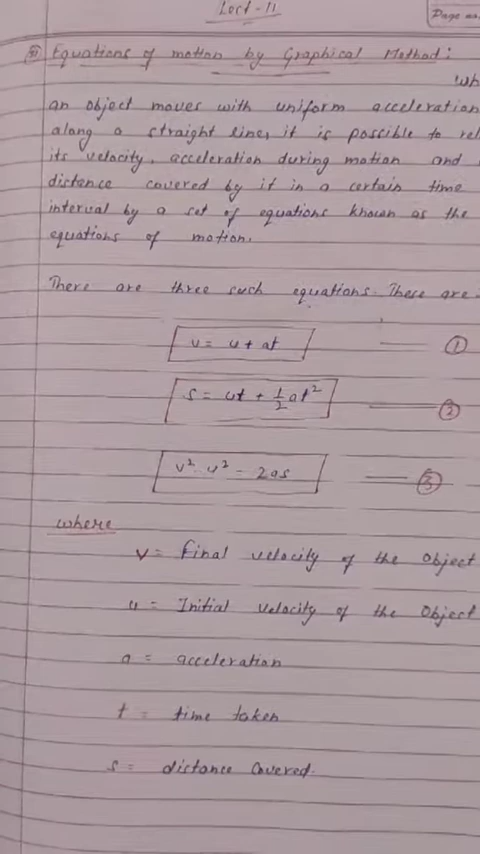 Lect-11
Page no.
Equations of motion by Graphical Method:
Wh
an object moves with uniform acceleration
along a straight line, it is possible to rel
its velocity, acceleration during motion and
distance covered by it in a certain time
interval by a set of equations known as the
equations of motion.
There are three such equations. These are
v = u + at ①
s = ut + ½at² ②
v² - u² = 2as ③
where
v = Final velocity of the Object
u = Initial velocity of the Object
a = acceleration
t = time taken
s = distance Covered.